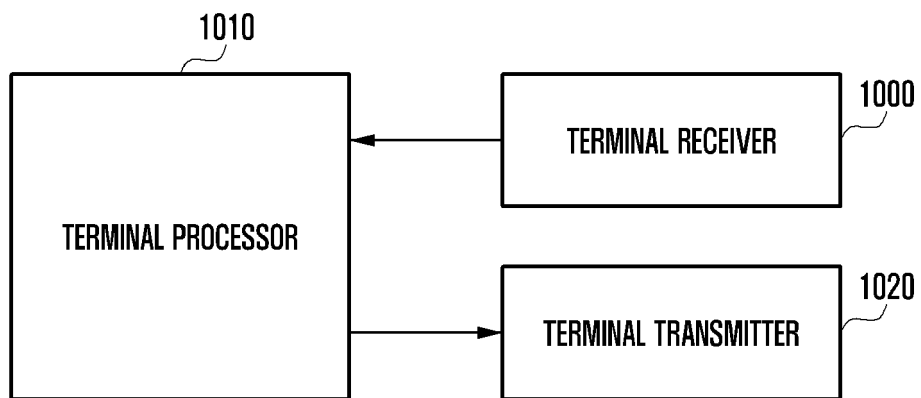 1010
1000
TERMINAL RECEIVER
TERMINAL PROCESSOR
1020
TERMINAL TRANSMITTER